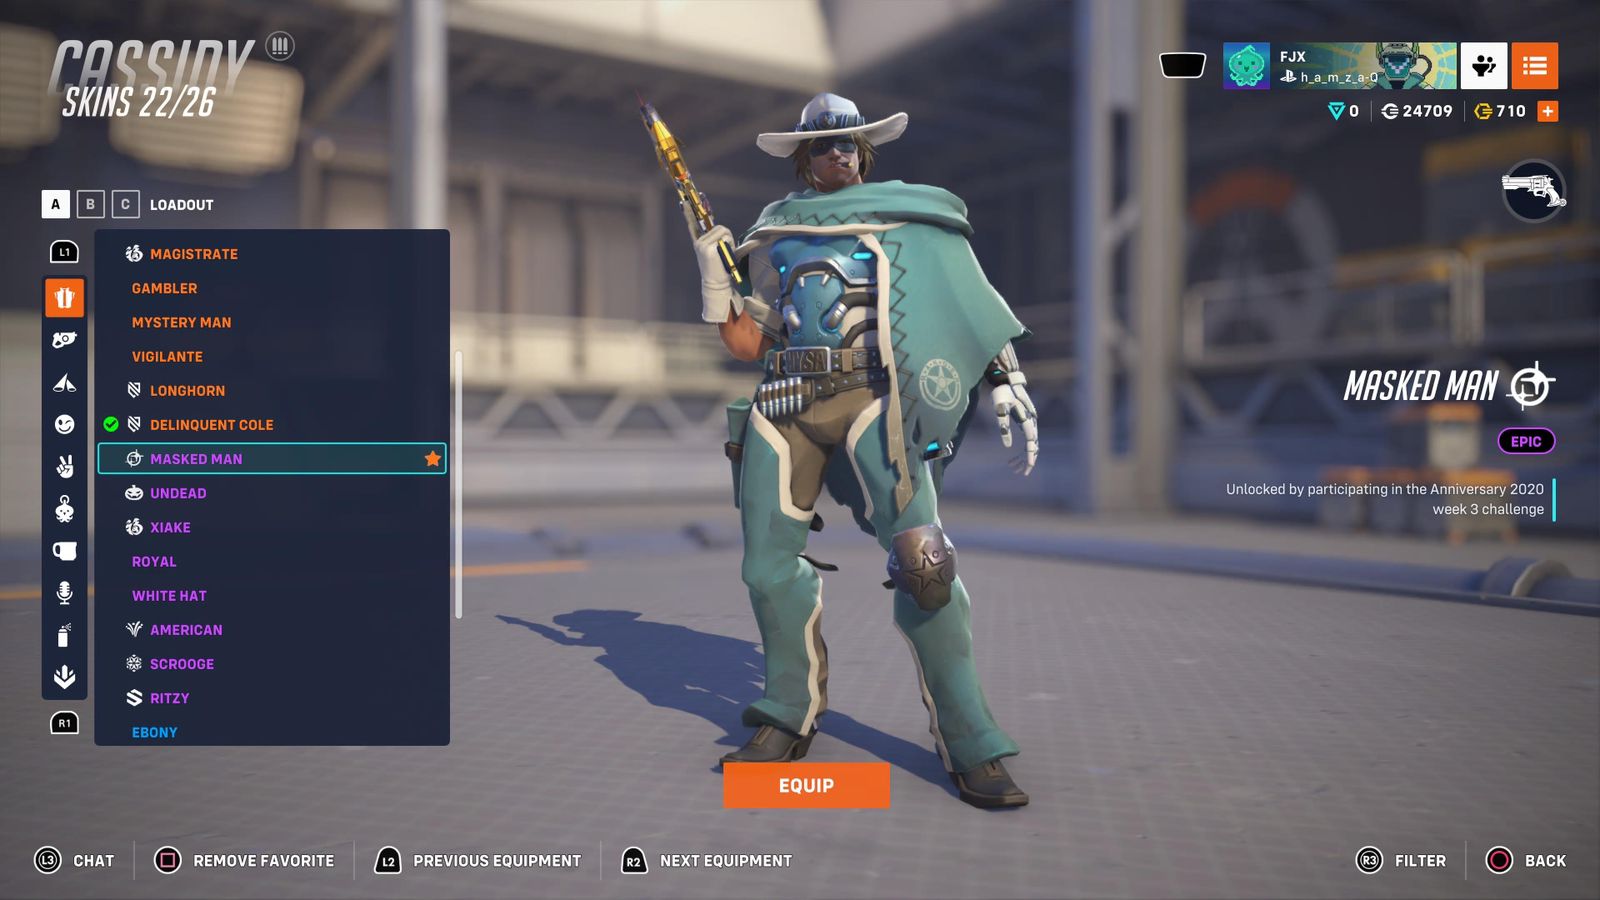 CASSIDY
SKINS 22/26
FJX
h_a_m_z_a-Q
0
24709
710
A B C LOADOUT
L1
MAGISTRATE
GAMBLER
MYSTERY MAN
VIGILANTE
LONGHORN
DELINQUENT COLE
MASKED MAN
UNDEAD
XIAKE
ROYAL
WHITE HAT
AMERICAN
SCROOGE
RITZY
EBONY
R1
MASKED MAN
EPIC
Unlocked by participating in the Anniversary 2020
week 3 challenge
EQUIP
L3 CHAT
REMOVE FAVORITE
L2 PREVIOUS EQUIPMENT
R2 NEXT EQUIPMENT
R3 FILTER
BACK